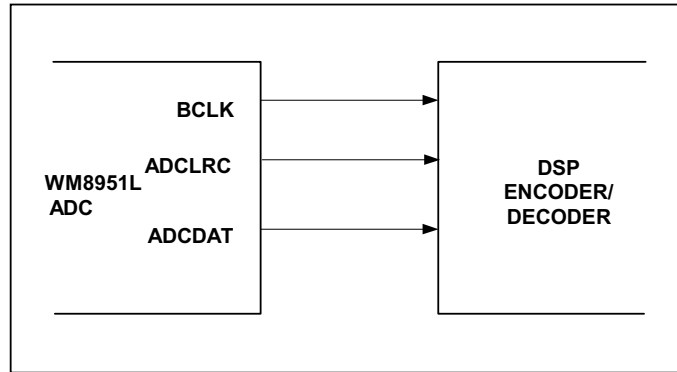 BCLK
ADCLRC
WM8951L
ADC
ADCDAT
DSP
ENCODER/
DECODER